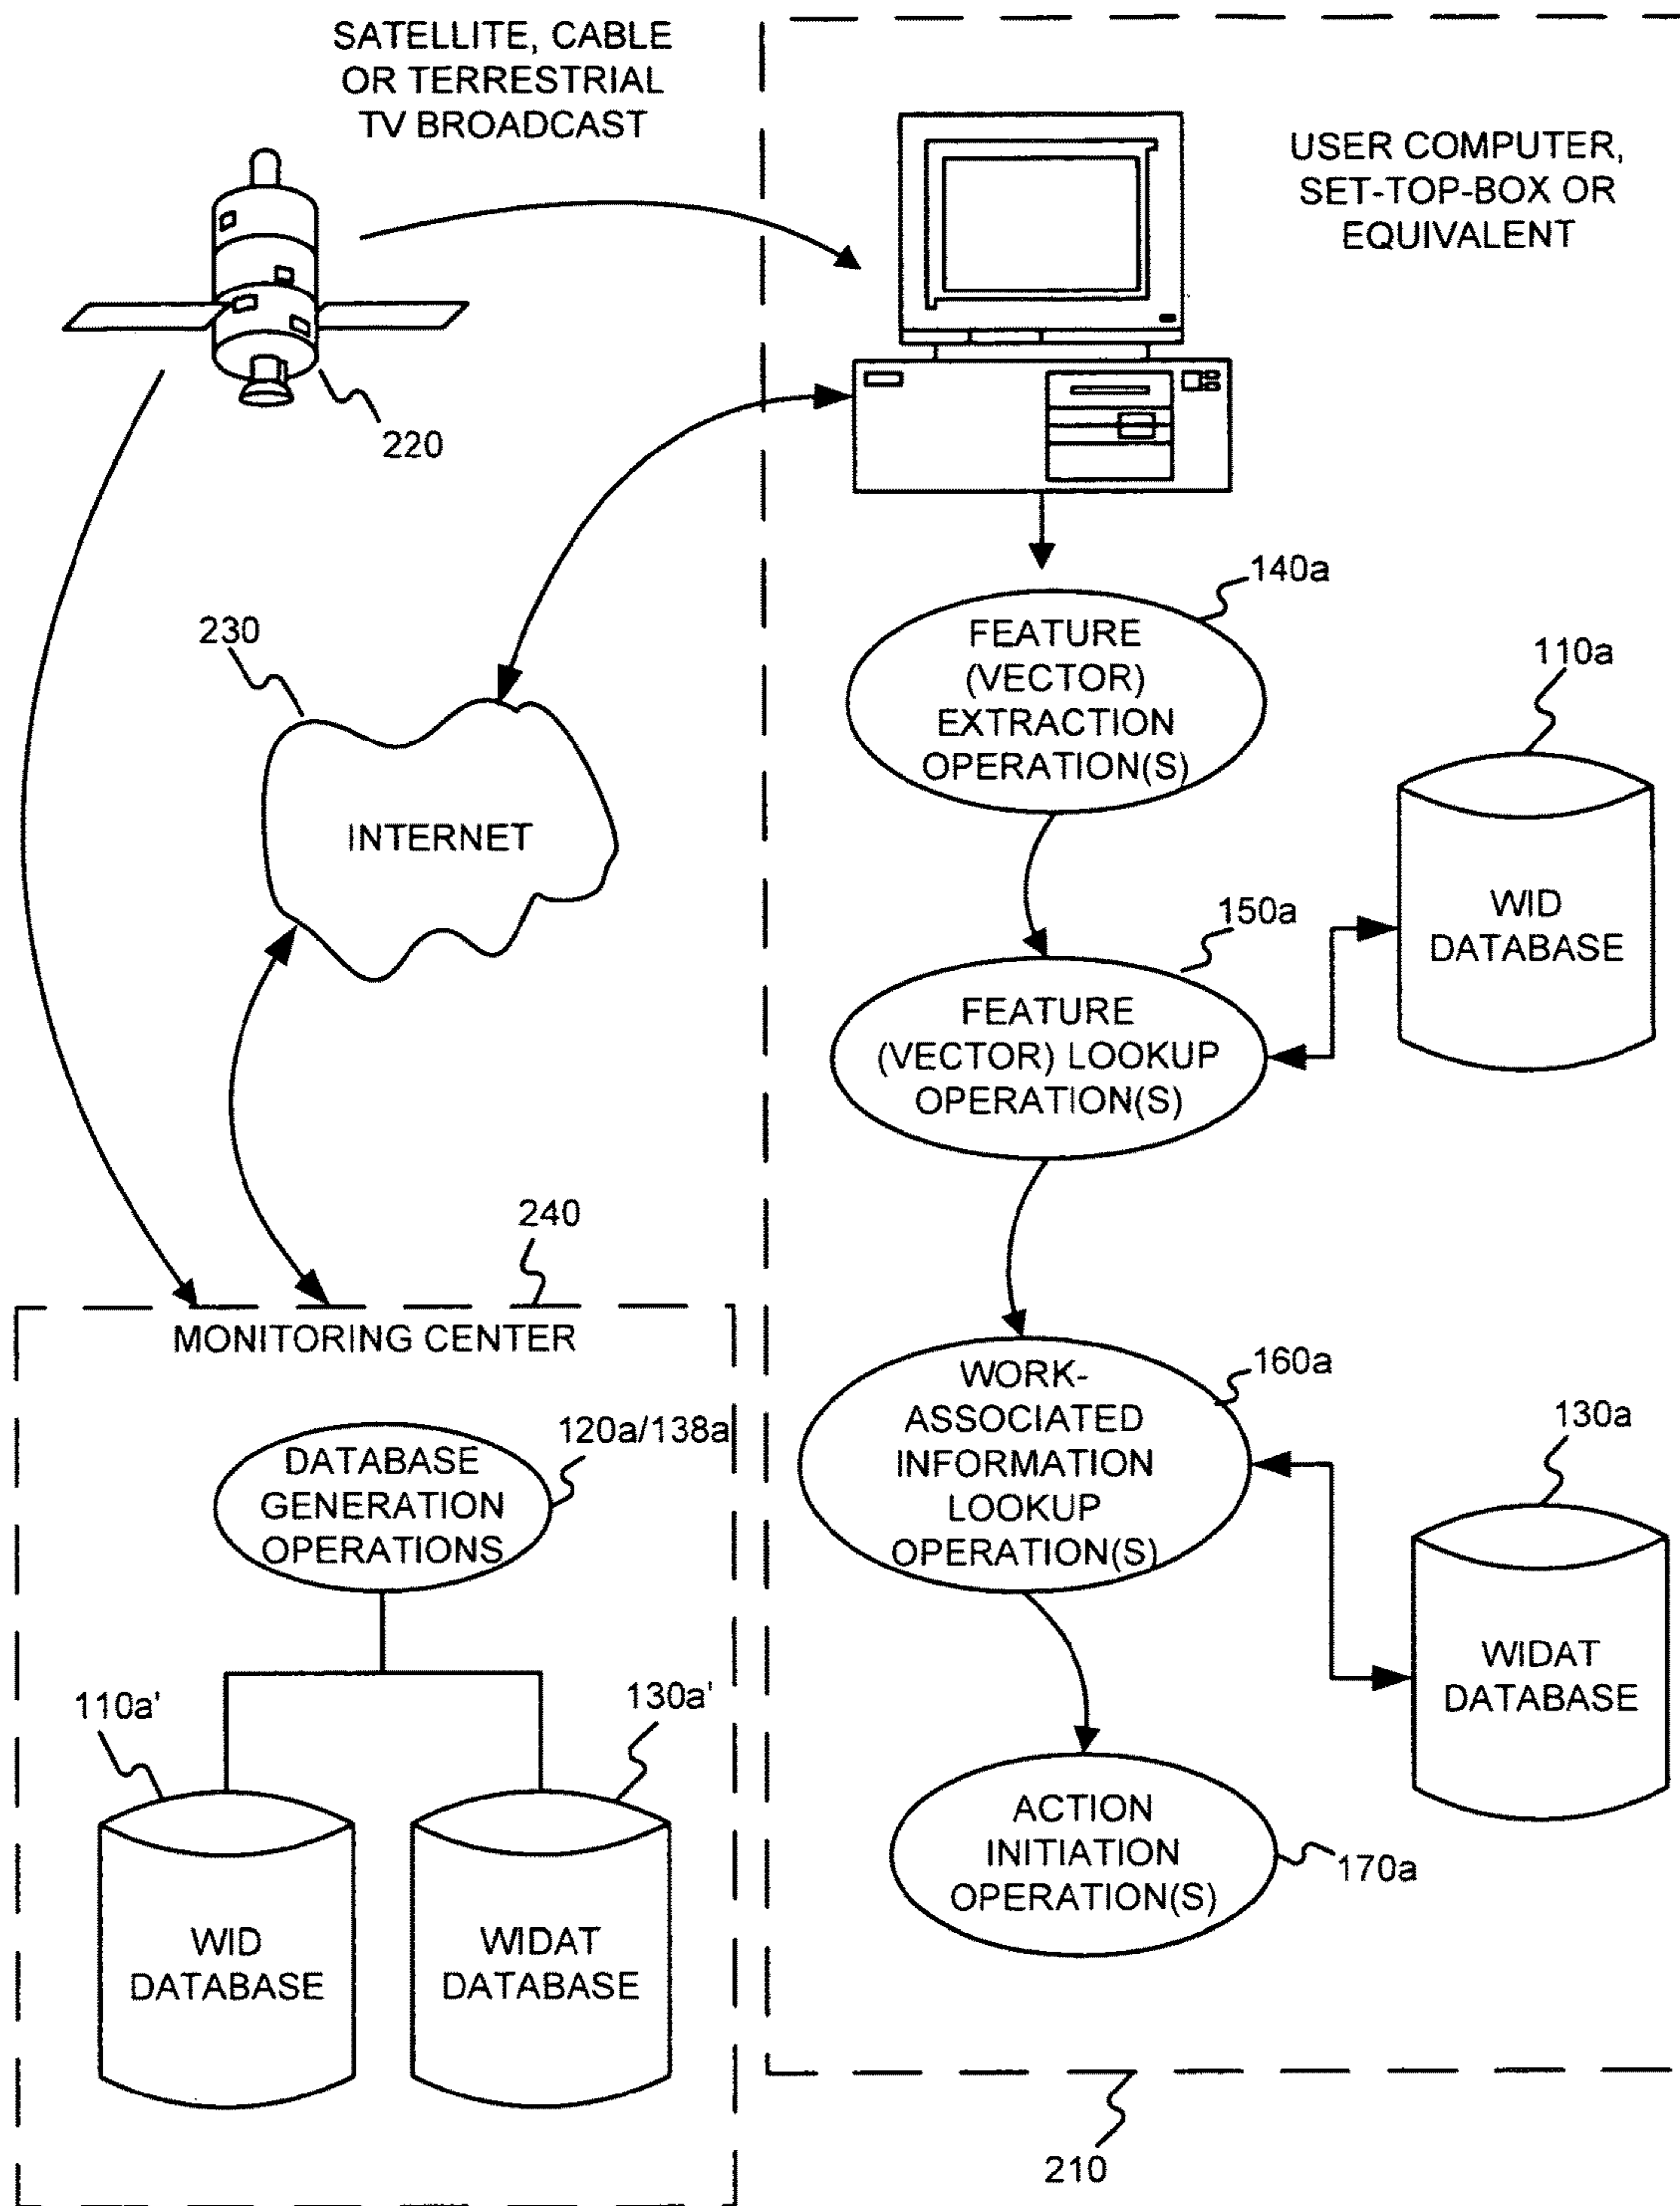 SATELLITE, CABLE
OR TERRESTRIAL
TV BROADCAST
USER COMPUTER,
SET-TOP-BOX OR
EQUIVALENT
220
140a
FEATURE
(VECTOR)
EXTRACTION
OPERATION(S)
230
INTERNET
110a
WID
DATABASE
150a
FEATURE
(VECTOR) LOOKUP
OPERATION(S)
240
MONITORING CENTER
160a
WORK-
ASSOCIATED
INFORMATION
LOOKUP
OPERATION(S)
130a
WIDAT
DATABASE
120a/138a
DATABASE
GENERATION
OPERATIONS
110a'
130a'
WID
DATABASE
WIDAT
DATABASE
ACTION
INITIATION
OPERATION(S)
170a
210